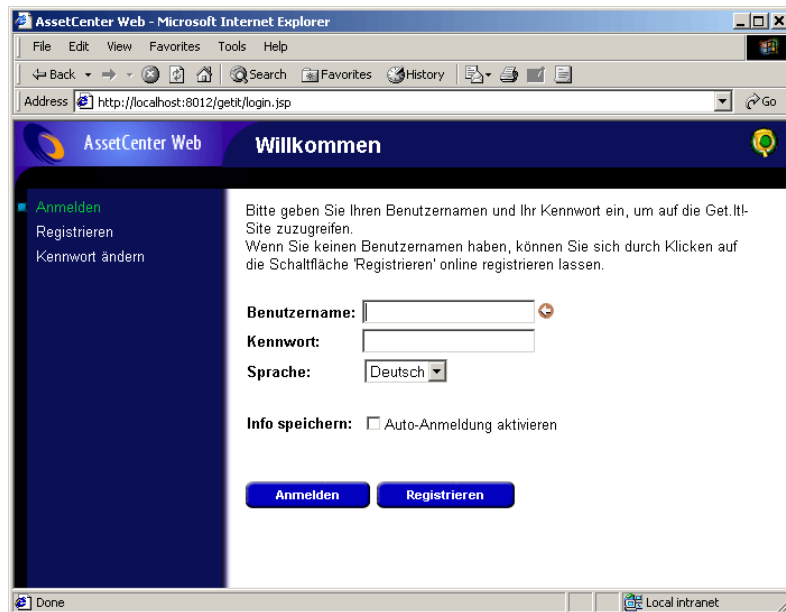 AssetCenter Web - Microsoft Internet Explorer
File Edit View Favorites Tools Help
Back Search Favorites History
Address http://localhost:8012/getit/login.jsp Go
AssetCenter Web
Willkommen
Anmelden
Registrieren
Kennwort ändern
Bitte geben Sie Ihren Benutzernamen und Ihr Kennwort ein, um auf die Get.It!-
Site zuzugreifen.
Wenn Sie keinen Benutzernamen haben, können Sie sich durch Klicken auf
die Schaltfläche 'Registrieren' online registrieren lassen.
Benutzername:
Kennwort:
Sprache: Deutsch
Info speichern: Auto-Anmeldung aktivieren
Anmelden Registrieren
Done Local intranet